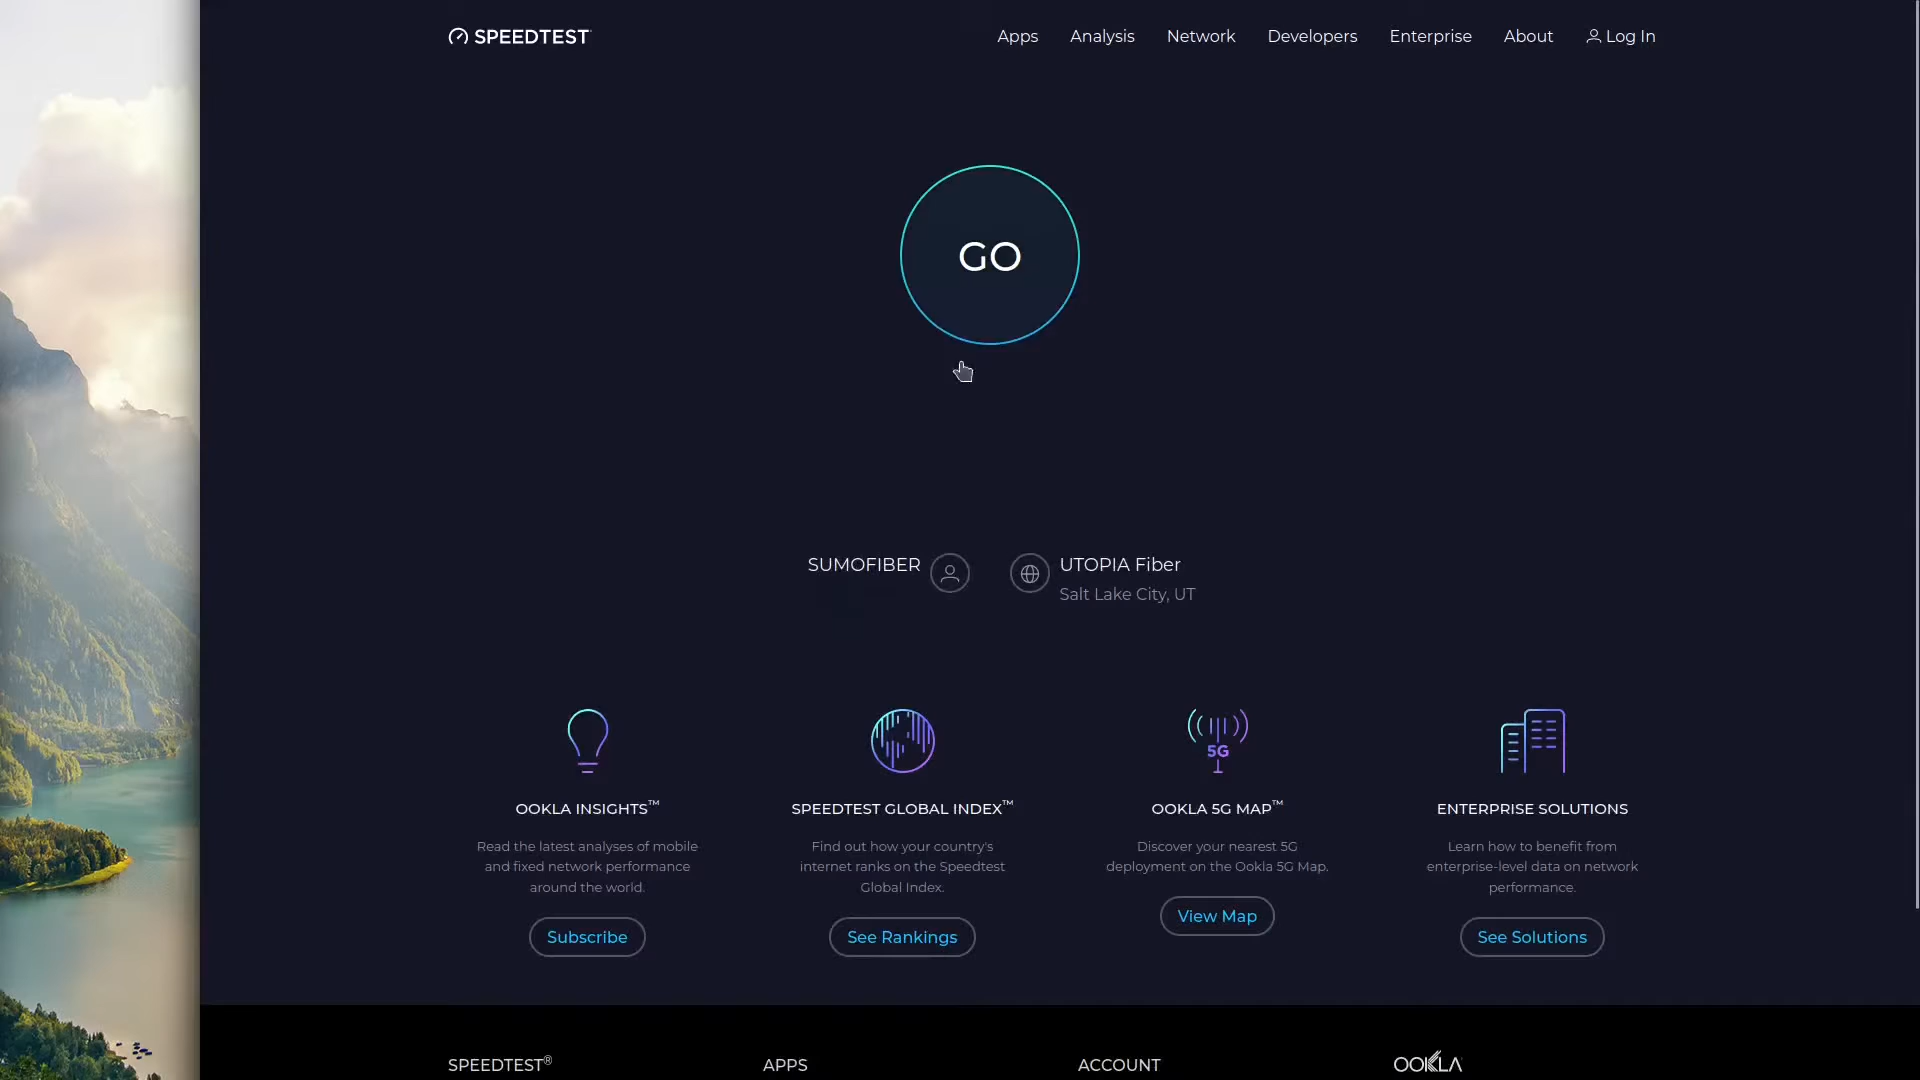 SPEEDTEST
Apps Analysis Network Developers Enterprise About Log In
GO
SUMOFIBER
UTOPIA Fiber
Salt Lake City, UT
5G
OOKLA INSIGHTS™
Read the latest analyses of mobile
and fixed network performance
around the world.
Subscribe
SPEEDTEST GLOBAL INDEX™
Find out how your country's
internet ranks on the Speedtest
Global Index.
See Rankings
OOKLA 5G MAP™
Discover your nearest 5G
deployment on the Ookla 5G Map.
View Map
ENTERPRISE SOLUTIONS
Learn how to benefit from
enterprise-level data on network
performance.
See Solutions
SPEEDTEST®
APPS
ACCOUNT
OOKLA